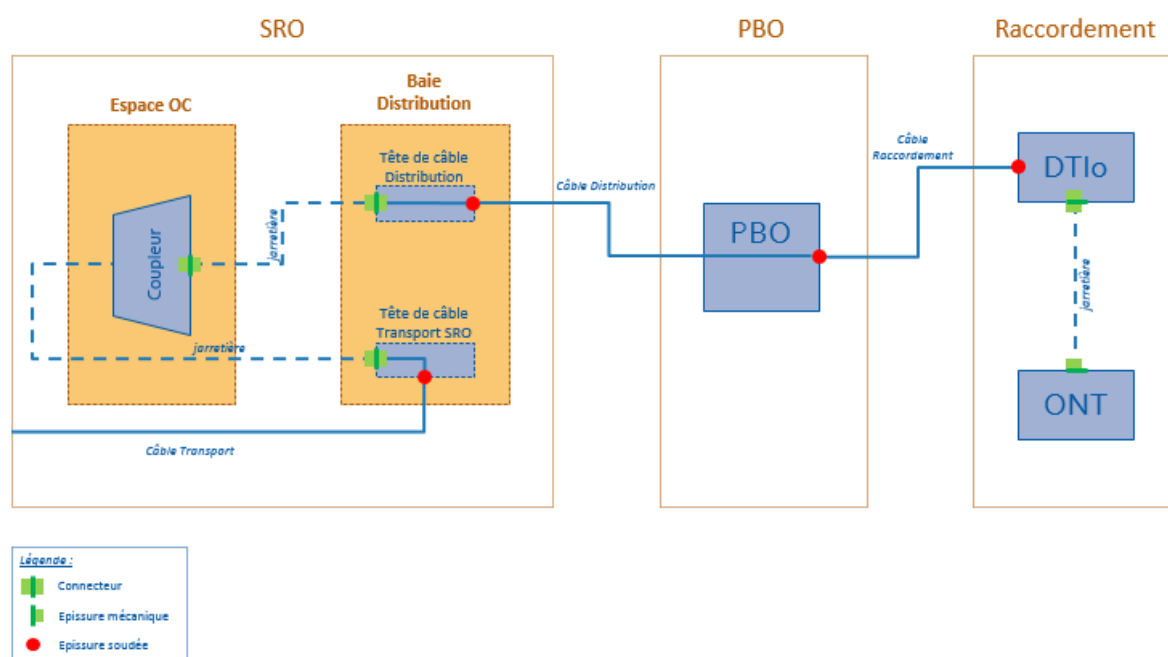 SRO
PBO
Raccordement
Espace OC
Baie
Distribution
Tête de câble
Distribution
Câble Distribution
Câble
Raccordement
DTIo
PBO
Coupleur
jarretière
jarretière
Tête de câble
Transport SRO
jarretière
ONT
Câble Transport
Légende :
Connecteur
Epissure mécanique
Epissure soudée